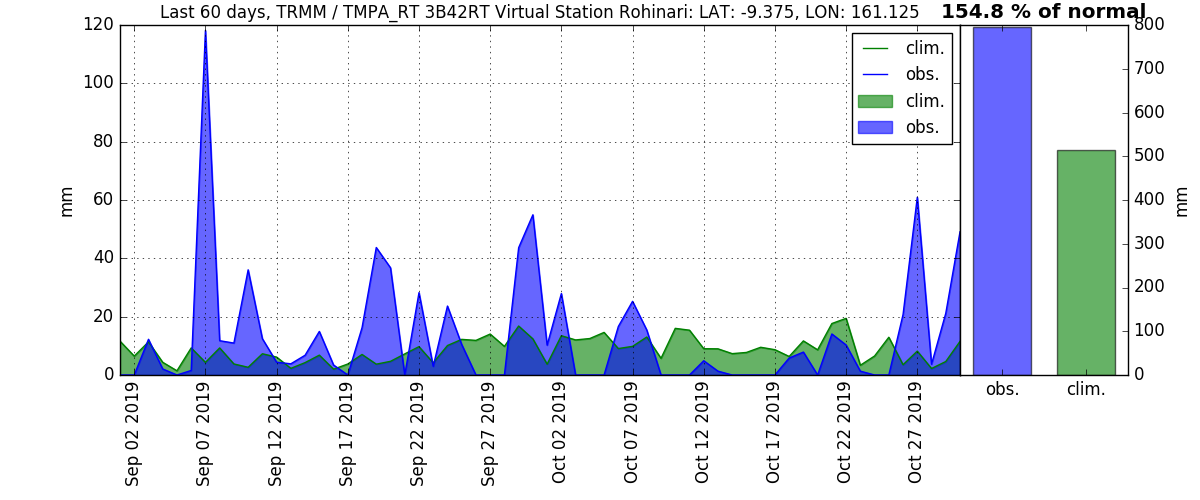 Last 60 days, TRMM / TMPA_RT 3B42RT Virtual Station Rohinari: LAT: -9.375, LON: 161.125
154.8 % of normal
120
100
80
60
40
20
0
mm
clim.
obs.
clim.
obs.
800
700
600
500
400
300
200
100
0
mm
Sep 02 2019
Sep 07 2019
Sep 12 2019
Sep 17 2019
Sep 22 2019
Sep 27 2019
Oct 02 2019
Oct 07 2019
Oct 12 2019
Oct 17 2019
Oct 22 2019
Oct 27 2019
obs.
clim.